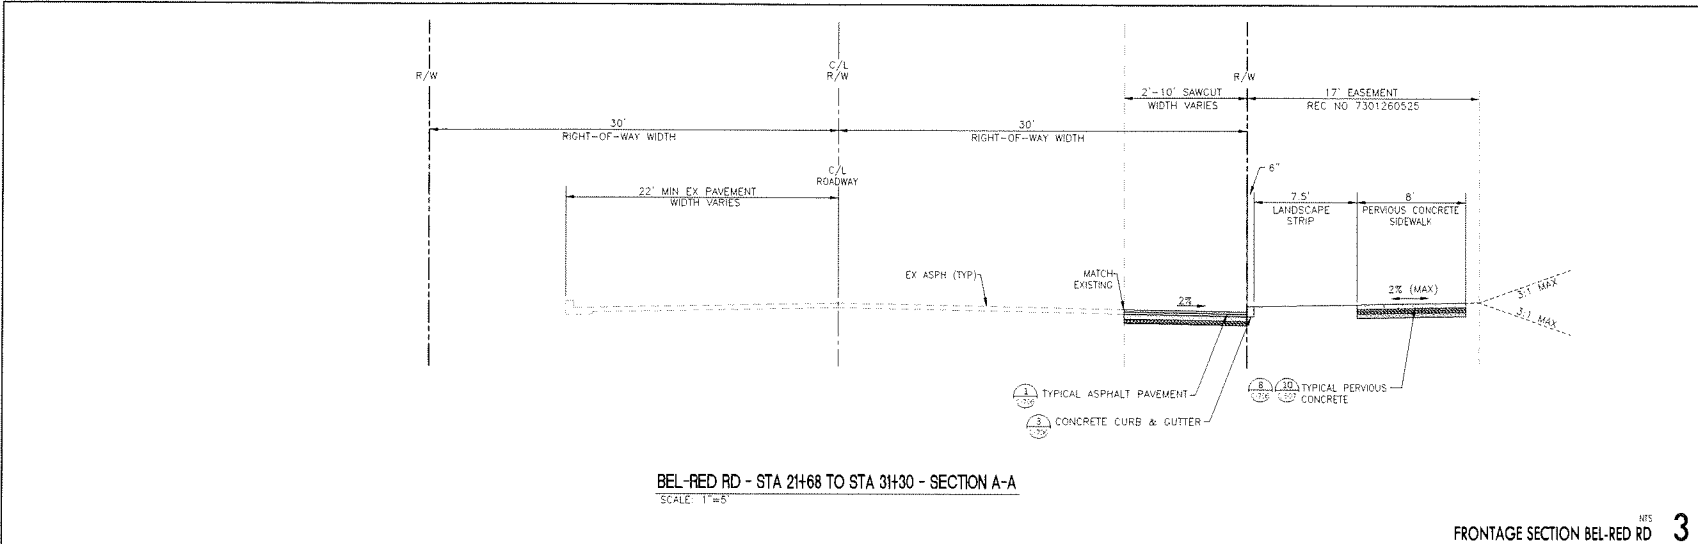 R/W
C/L
R/W
R/W
2'-10' SAWCUT
WIDTH VARIES
17' EASEMENT
REC NO 7301260525
30'
RIGHT-OF-WAY WIDTH
30'
RIGHT-OF-WAY WIDTH
C/L
ROADWAY
6"
22' MIN EX PAVEMENT
WIDTH VARIES
7.5'
LANDSCAPE
STRIP
8'
PERVIOUS CONCRETE
SIDEWALK
EX ASPH (TYP)
MATCH
EXISTING
2%
2% (MAX)
3:1 MAX
3:1 MAX
1
TYPICAL ASPHALT PAVEMENT
3
CONCRETE CURB & GUTTER
8
10
TYPICAL PERVIOUS
CONCRETE
BEL-RED RD - STA 21+68 TO STA 31+30 - SECTION A-A
SCALE: 1"=5'
NTS
FRONTAGE SECTION BEL-RED RD
3